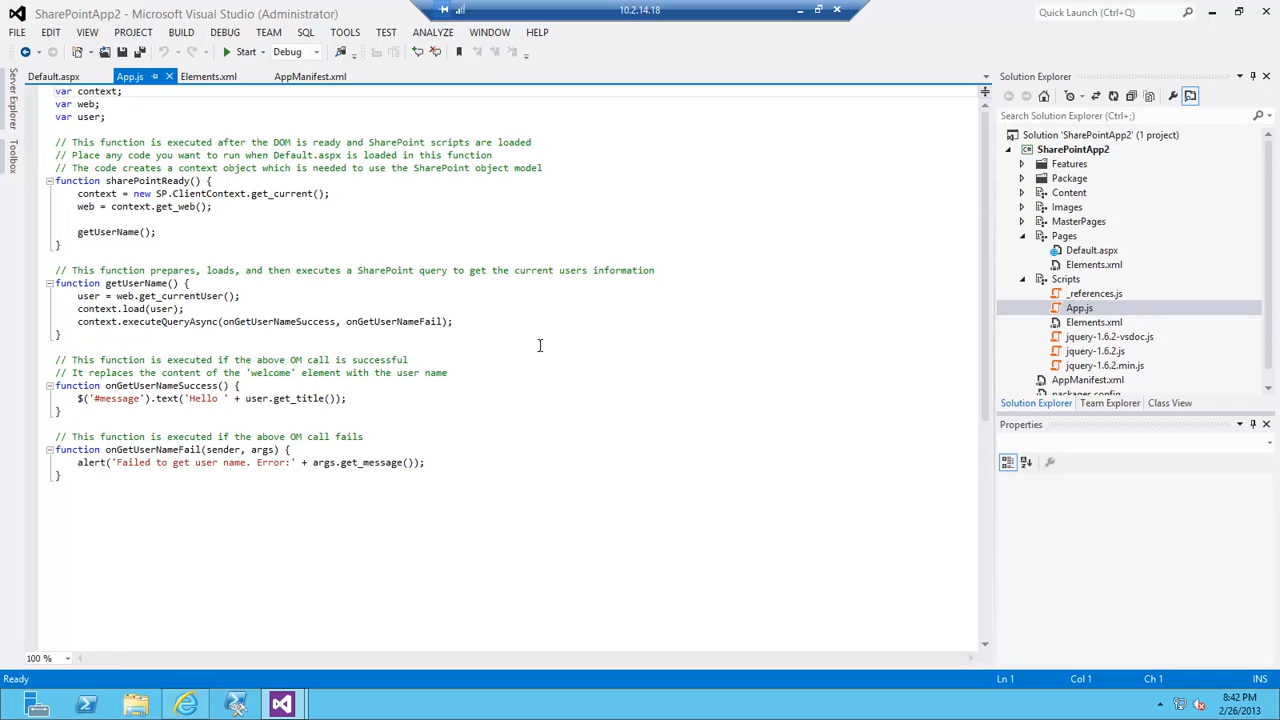 SharePointApp2 - Microsoft Visual Studio (Administrator)
10.2.14.18
Quick Launch (Ctrl+Q)
FILE EDIT VIEW PROJECT BUILD DEBUG TEAM SQL TOOLS TEST ANALYZE WINDOW HELP
Start Debug
Default.aspx App.js Elements.xml AppManifest.xml
Server Explorer
Toolbox
var context;
var web;
var user;
// This function is executed after the DOM is ready and SharePoint scripts are loaded
// Place any code you want to run when Default.aspx is loaded in this function
// The code creates a context object which is needed to use the SharePoint object model
function sharePointReady() {
context = new SP.ClientContext.get_current();
web = context.get_web();
getUserName();
}
// This function prepares, loads, and then executes a SharePoint query to get the current users information
function getUserName() {
user = web.get_currentUser();
context.load(user);
context.executeQueryAsync(onGetUserNameSuccess, onGetUserNameFail);
}
// This function is executed if the above OM call is successful
// It replaces the content of the 'welcome' element with the user name
function onGetUserNameSuccess() {
$('#message').text('Hello ' + user.get_title());
}
// This function is executed if the above OM call fails
function onGetUserNameFail(sender, args) {
alert('Failed to get user name. Error:' + args.get_message());
}
100 %
Solution Explorer
Search Solution Explorer (Ctrl+;)
Solution 'SharePointApp2' (1 project)
SharePointApp2
Features
Package
Content
Images
MasterPages
Pages
Default.aspx
Elements.xml
Scripts
_references.js
App.js
Elements.xml
jquery-1.6.2-vsdoc.js
jquery-1.6.2.js
jquery-1.6.2.min.js
AppManifest.xml
packages.config
Solution Explorer Team Explorer Class View
Properties
Ready Ln 1 Col 1 Ch 1 INS
8:42 PM
2/26/2013